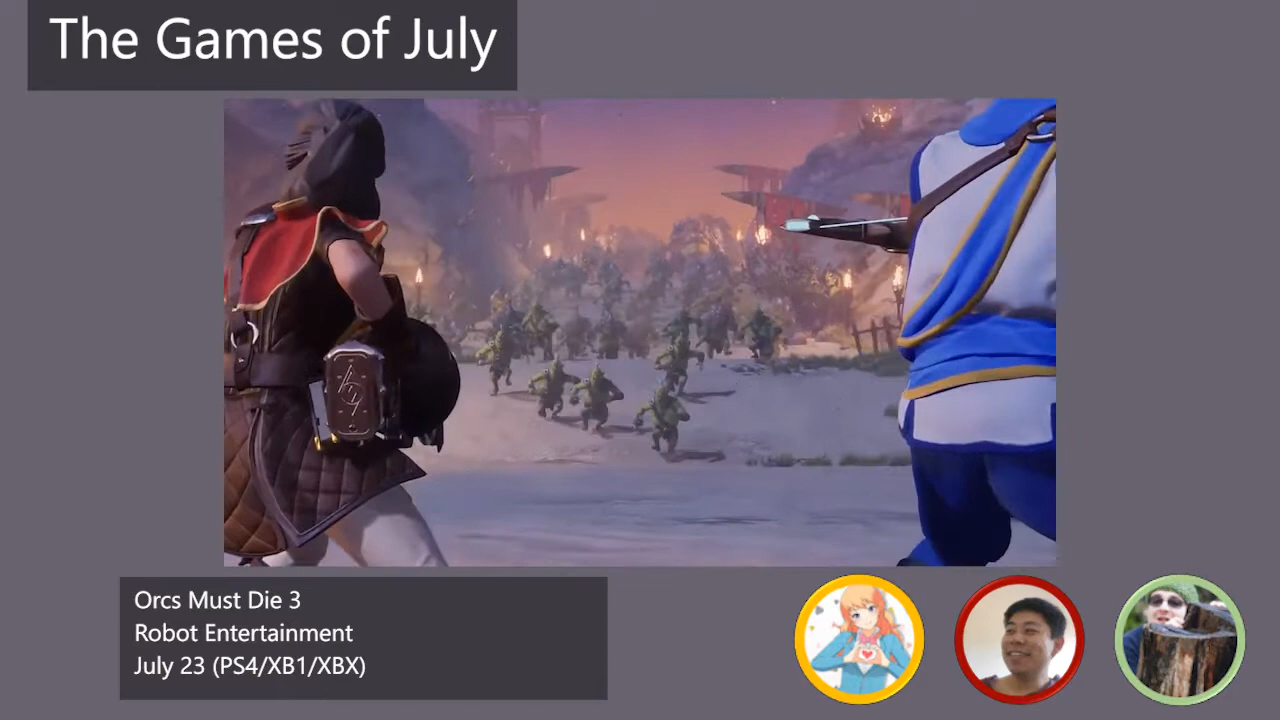 The Games of July
Orcs Must Die 3
Robot Entertainment
July 23 (PS4/XB1/XBX)